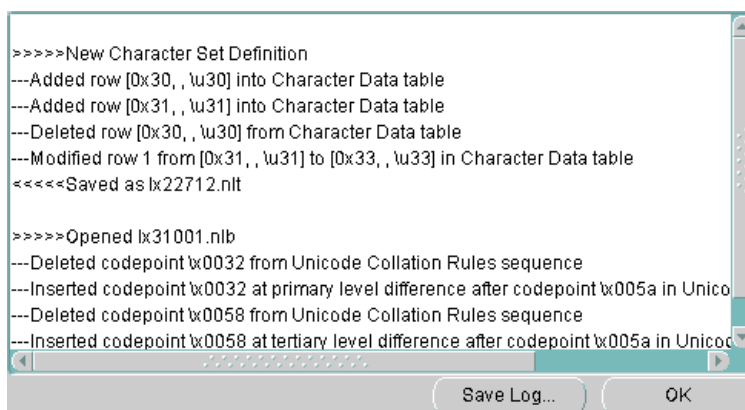 >>>>>New Character Set Definition
---Added row [0x30, , \u30] into Character Data table
---Added row [0x31, , \u31] into Character Data table
---Deleted row [0x30, , \u30] from Character Data table
---Modified row 1 from [0x31, , \u31] to [0x33, , \u33] in Character Data table
<<<<<Saved as lx22712.nlt
>>>>>Opened lx31001.nlb
---Deleted codepoint \x0032 from Unicode Collation Rules sequence
---Inserted codepoint \x0032 at primary level difference after codepoint \x005a in Unico
---Deleted codepoint \x0058 from Unicode Collation Rules sequence
---Inserted codepoint \x0058 at tertiary level difference after codepoint \x005a in Unicod
Save Log... OK